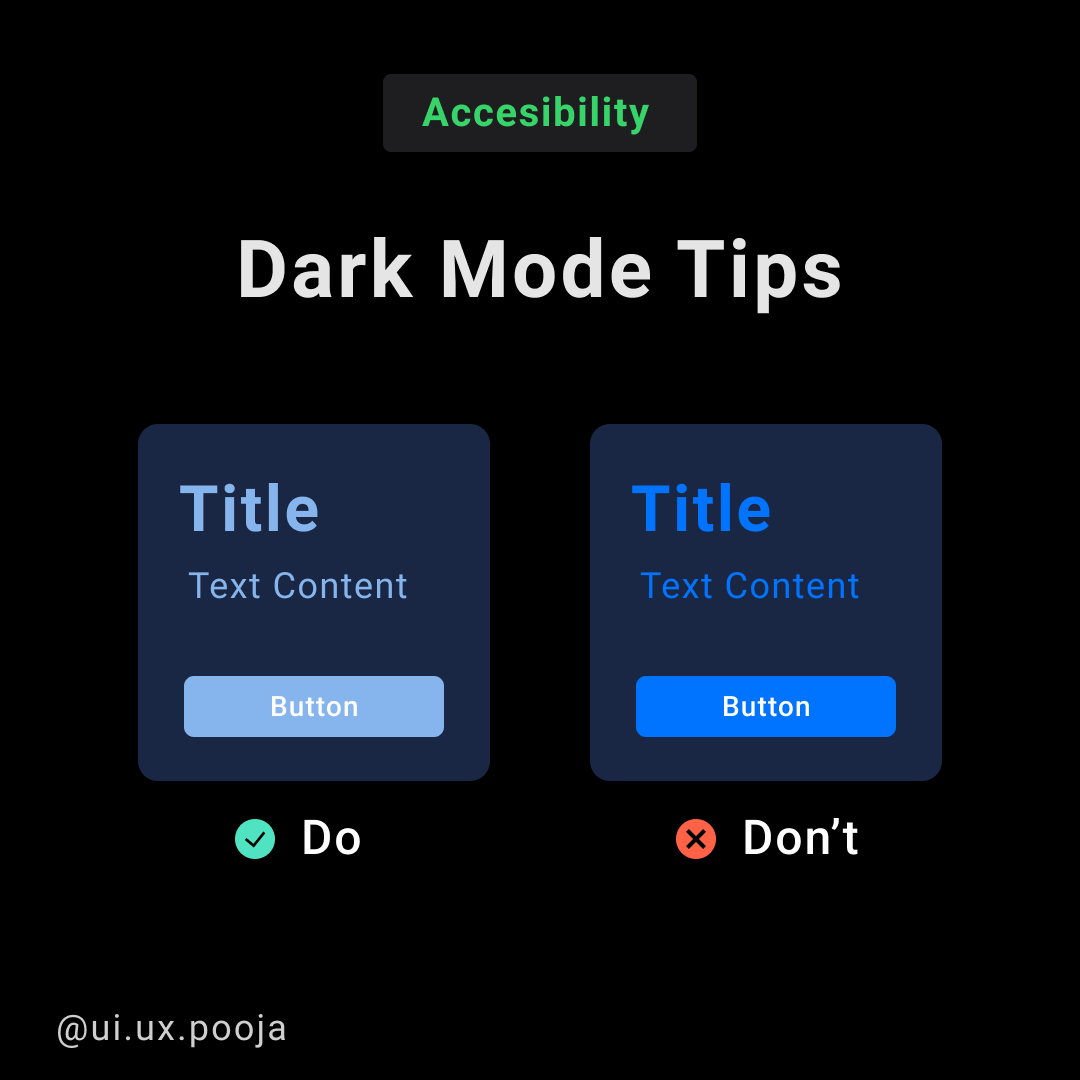 Accesibility
Dark Mode Tips
Title
Text Content
Button
Do
Title
Text Content
Button
Don’t
@ui.ux.pooja